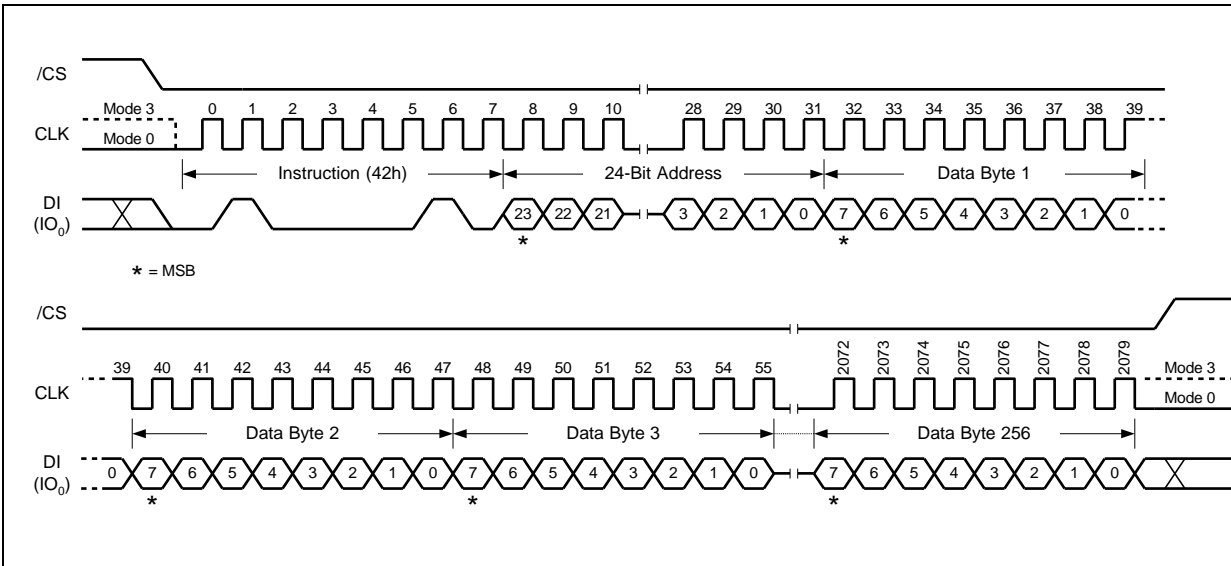 /CS
Mode 3 0 1 2 3 4 5 6 7 8 9 10 28 29 30 31 32 33 34 35 36 37 38 39
CLK
Mode 0
Instruction (42h) 24-Bit Address Data Byte 1
DI
(IO0) 23 22 21 3 2 1 0 7 6 5 4 3 2 1 0
* *
* = MSB
/CS
39 40 41 42 43 44 45 46 47 48 49 50 51 52 53 54 55 2072 2073 2074 2075 2076 2077 2078 2079 Mode 3
CLK
Mode 0
Data Byte 2 Data Byte 3 Data Byte 256
DI
(IO0) 0 7 6 5 4 3 2 1 0 7 6 5 4 3 2 1 0 7 6 5 4 3 2 1 0
* * *